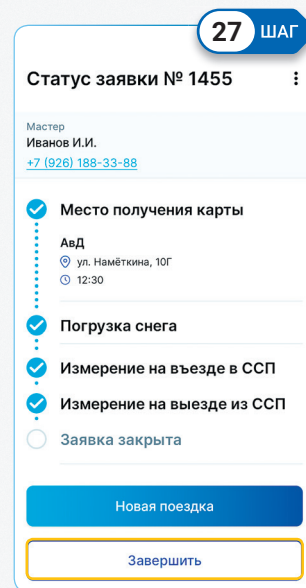 27 ШАГ
Статус заявки № 1455
Мастер
Иванов И.И.
+7 (926) 188-33-88
Место получения карты
АвД
ул. Намёткина, 10Г
12:30
Погрузка снега
Измерение на въезде в ССП
Измерение на выезде из ССП
Заявка закрыта
Новая поездка
Завершить